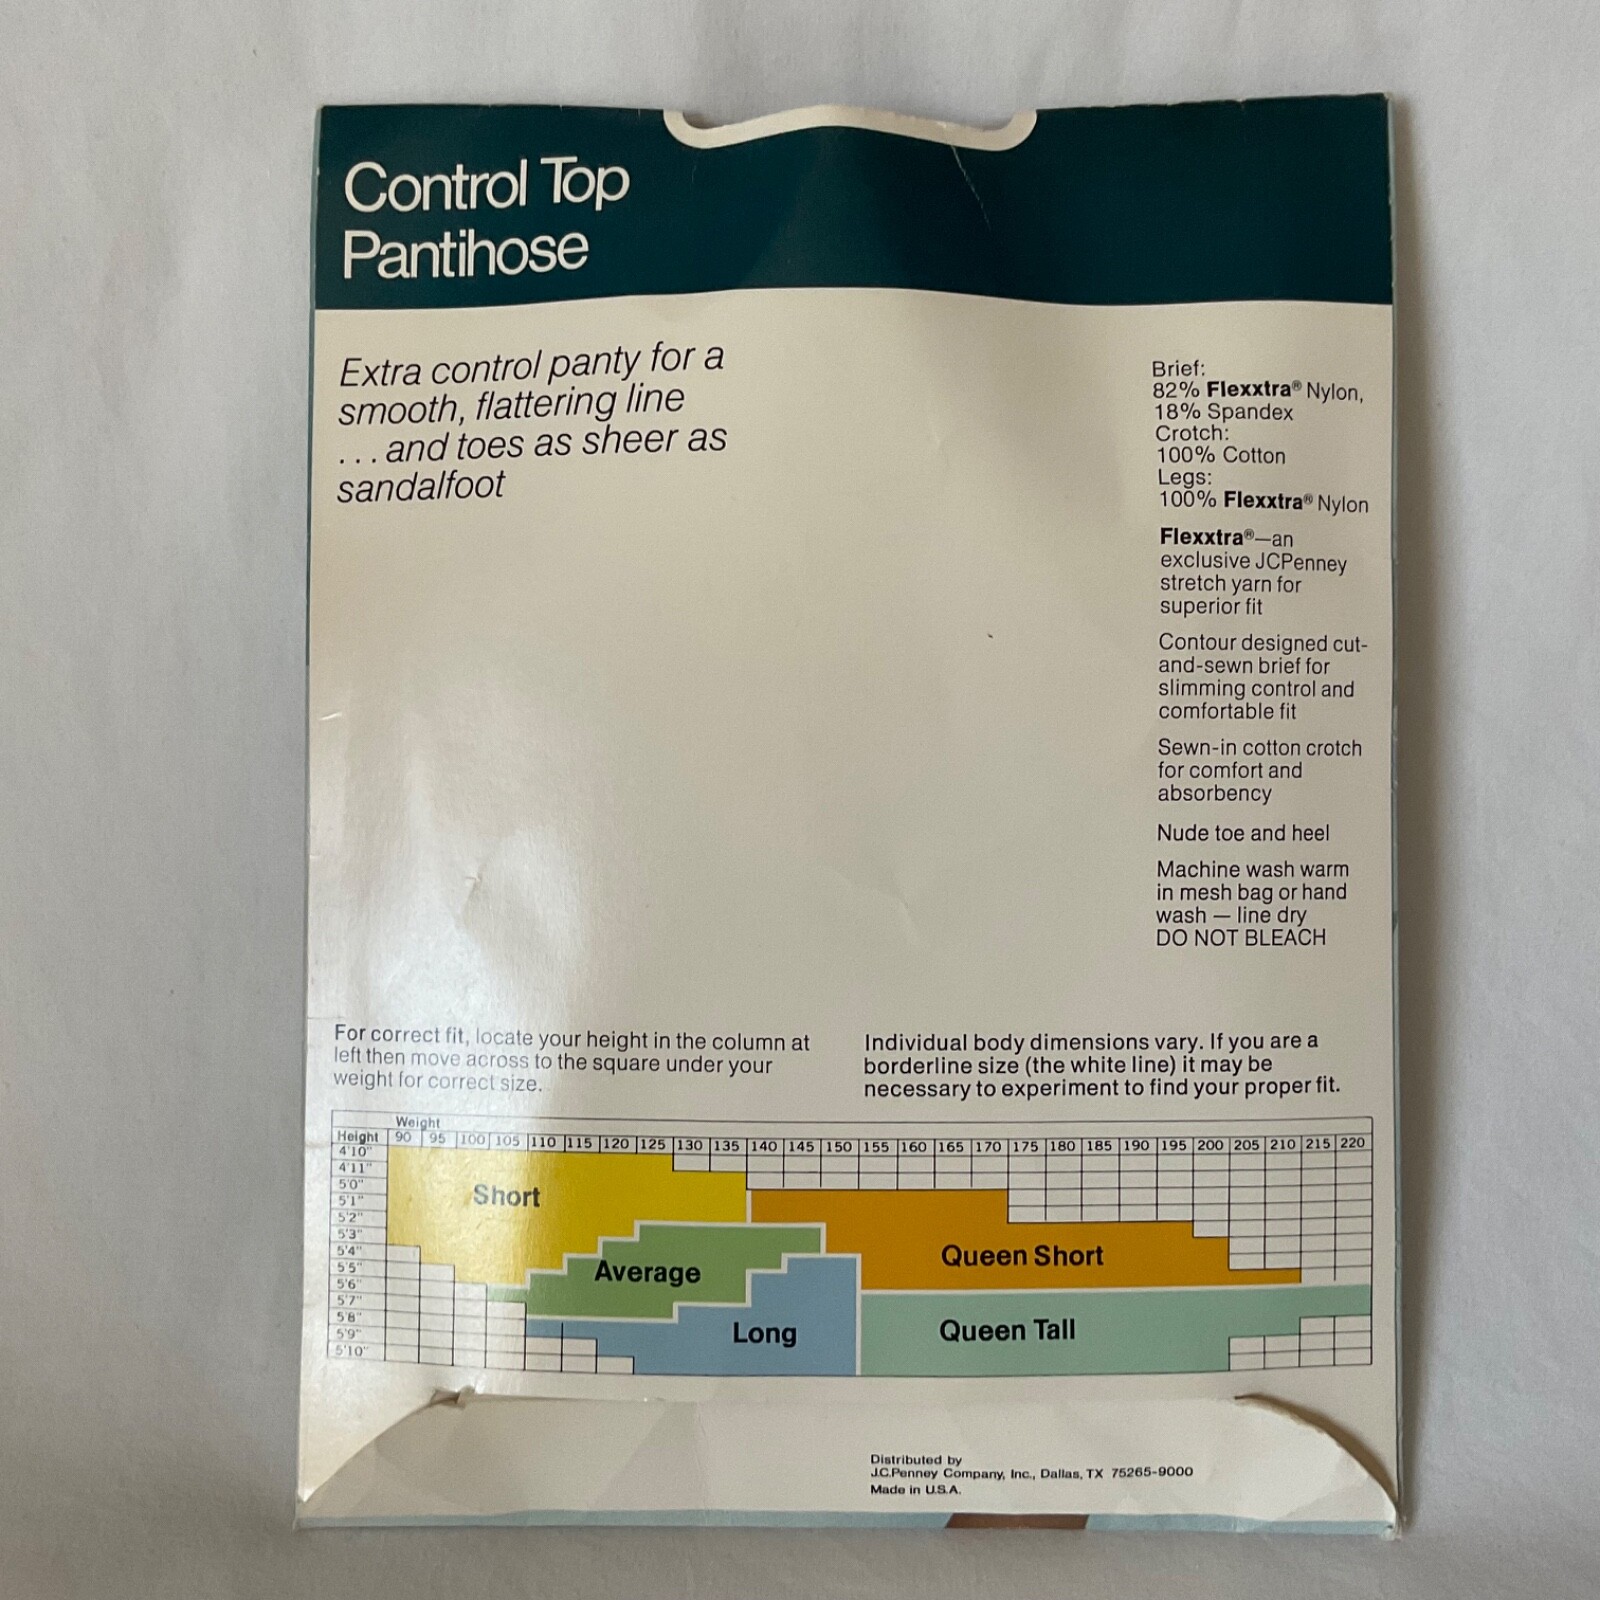 Control Top
Pantihose
Extra control panty for a
smooth, flattering line
...and toes as sheer as
sandalfoot
Brief:
82% Flexxtra® Nylon,
18% Spandex
Crotch:
100% Cotton
Legs:
100% Flexxtra® Nylon
Flexxtra®—an
exclusive JCPenney
stretch yarn for
superior fit
Contour designed cut-
and-sewn brief for
slimming control and
comfortable fit
Sewn-in cotton crotch
for comfort and
absorbency
Nude toe and heel
Machine wash warm
in mesh bag or hand
wash — line dry
DO NOT BLEACH
For correct fit, locate your height in the column at
left then move across to the square under your
weight for correct size.
Individual body dimensions vary. If you are a
borderline size (the white line) it may be
necessary to experiment to find your proper fit.
Weight
Height 90 95 100 105 110 115 120 125 130 135 140 145 150 155 160 165 170 175 180 185 190 195 200 205 210 215 220
4'10"
4'11"
5'0"
5'1"
5'2"
5'3"
5'4"
5'5"
5'6"
5'7"
5'8"
5'9"
5'10"
Short
Average
Long
Queen Short
Queen Tall
Distributed by
J.C.Penney Company, Inc., Dallas, TX 75265-9000
Made in U.S.A.